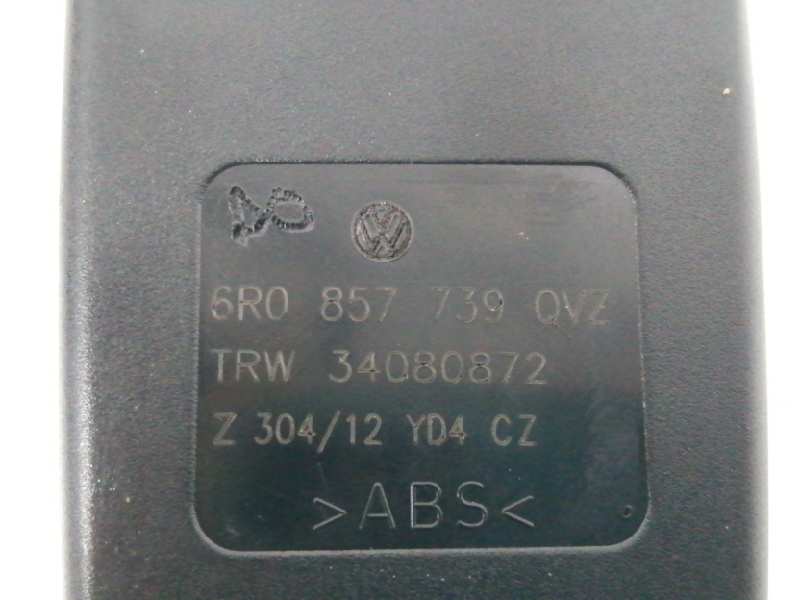 6R0 857 739 QVZ
TRW 34080872
Z 304/12 YD4 CZ
>ABS<